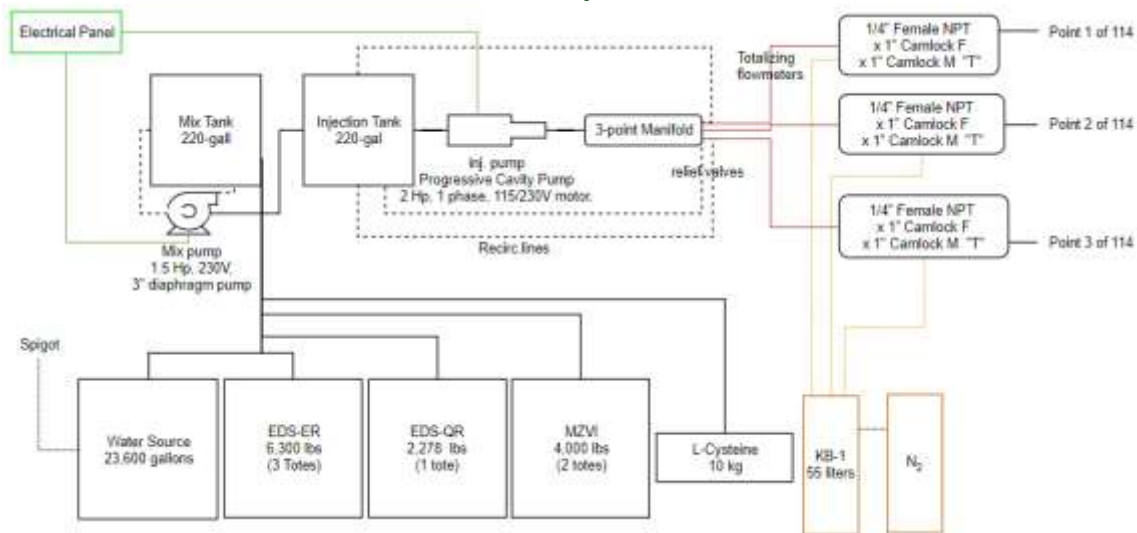 Electrical Panel
Mix Tank
220-gall
Injection Tank
220-gal
inj. pump
Progressive Cavity Pump
2 Hp, 1 phase, 115/230V motor.
3-point Manifold
Totalizing
flowmeters
relief valves
Recirc lines
Mix pump
1.5 Hp, 230V,
3" diaphragm pump
1/4" Female NPT
x 1" Camlock F
x 1" Camlock M "T"
Point 1 of 114
1/4" Female NPT
x 1" Camlock F
x 1" Camlock M "T"
Point 2 of 114
1/4" Female NPT
x 1" Camlock F
x 1" Camlock M "T"
Point 3 of 114
Spigot
Water Source
23,600 gallons
EDS-ER
6,300 lbs
(3 Totes)
EDS-QR
2,278 lbs
(1 tote)
MZVI
4,000 lbs
(2 totes)
L-Cysteine
10 kg
KB-1
55 liters
N2